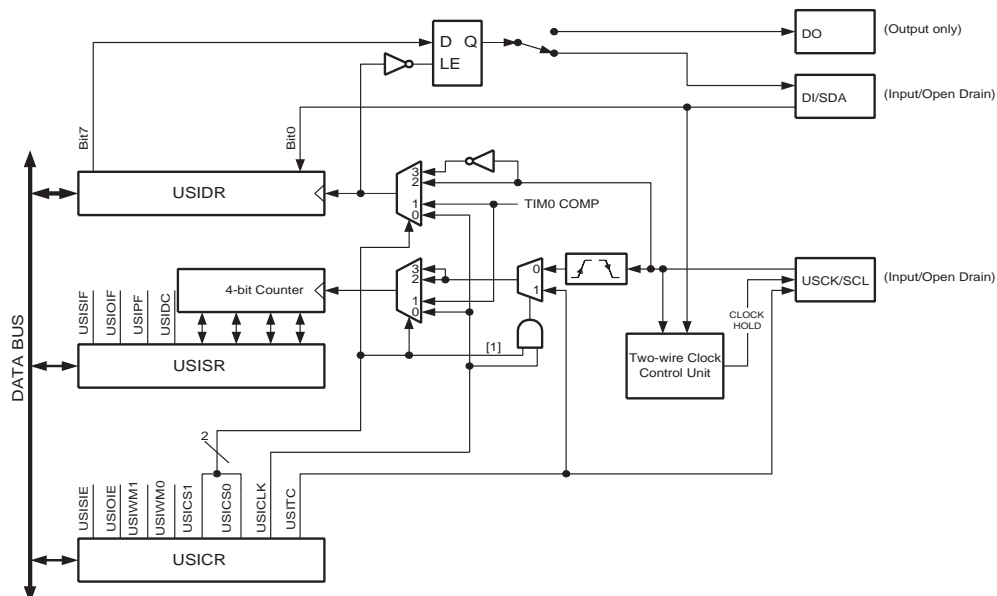 D Q
LE
DO
(Output only)
DI/SDA
(Input/Open Drain)
Bit7
Bit0
USIDR
3
2
1
0
TIM0 COMP
DATA BUS
4-bit Counter
USISIF
USIOIF
USIPF
USIDC
USISR
3
2
1
0
0
1
[1]
USCK/SCL
(Input/Open Drain)
CLOCK
HOLD
Two-wire Clock
Control Unit
2
USISIE
USIOIE
USIWM1
USIWM0
USICS1
USICS0
USICLK
USITC
USICR